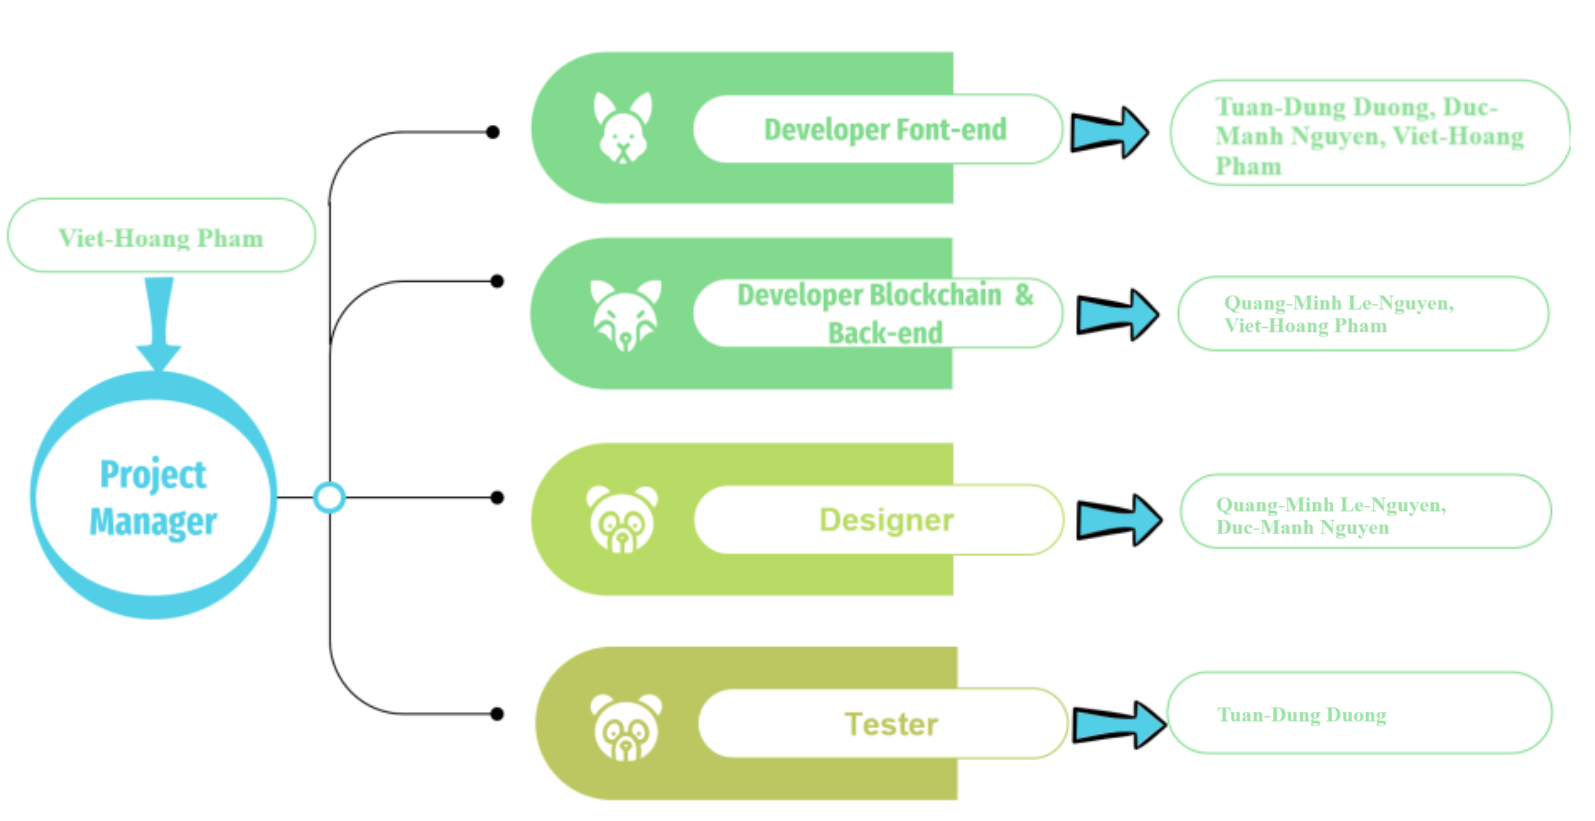 Viet-Hoang Pham
Project
Manager
Developer Font-end
Tuan-Dung Duong, Duc-
Manh Nguyen, Viet-Hoang
Pham
Developer Blockchain &
Back-end
Quang-Minh Le-Nguyen,
Viet-Hoang Pham
Designer
Quang-Minh Le-Nguyen,
Duc-Manh Nguyen
Tester
Tuan-Dung Duong